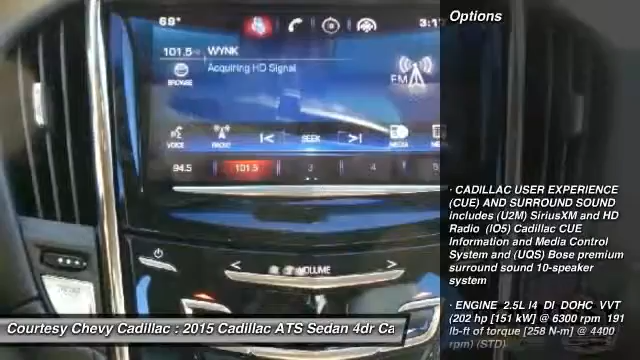 69°
3:1
101.5
WYNK
Acquiring HD Signal
BROWSE
FM
VOICE
RADIO
SEEK
MEDIA
94.5
101.5
3
4
5
VOLUME
Options
· CADILLAC USER EXPERIENCE
(CUE) AND SURROUND SOUND
includes (U2M) SiriusXM and HD
Radio (IO5) Cadillac CUE
Information and Media Control
System and (UQS) Bose premium
surround sound 10-speaker
system
· ENGINE 2.5L I4 DI DOHC VVT
(202 hp [151 kW] @ 6300 rpm 191
lb-ft of torque [258 N-m] @ 4400
rpm) (STD)
Courtesy Chevy Cadillac : 2015 Cadillac ATS Sedan 4dr Ca